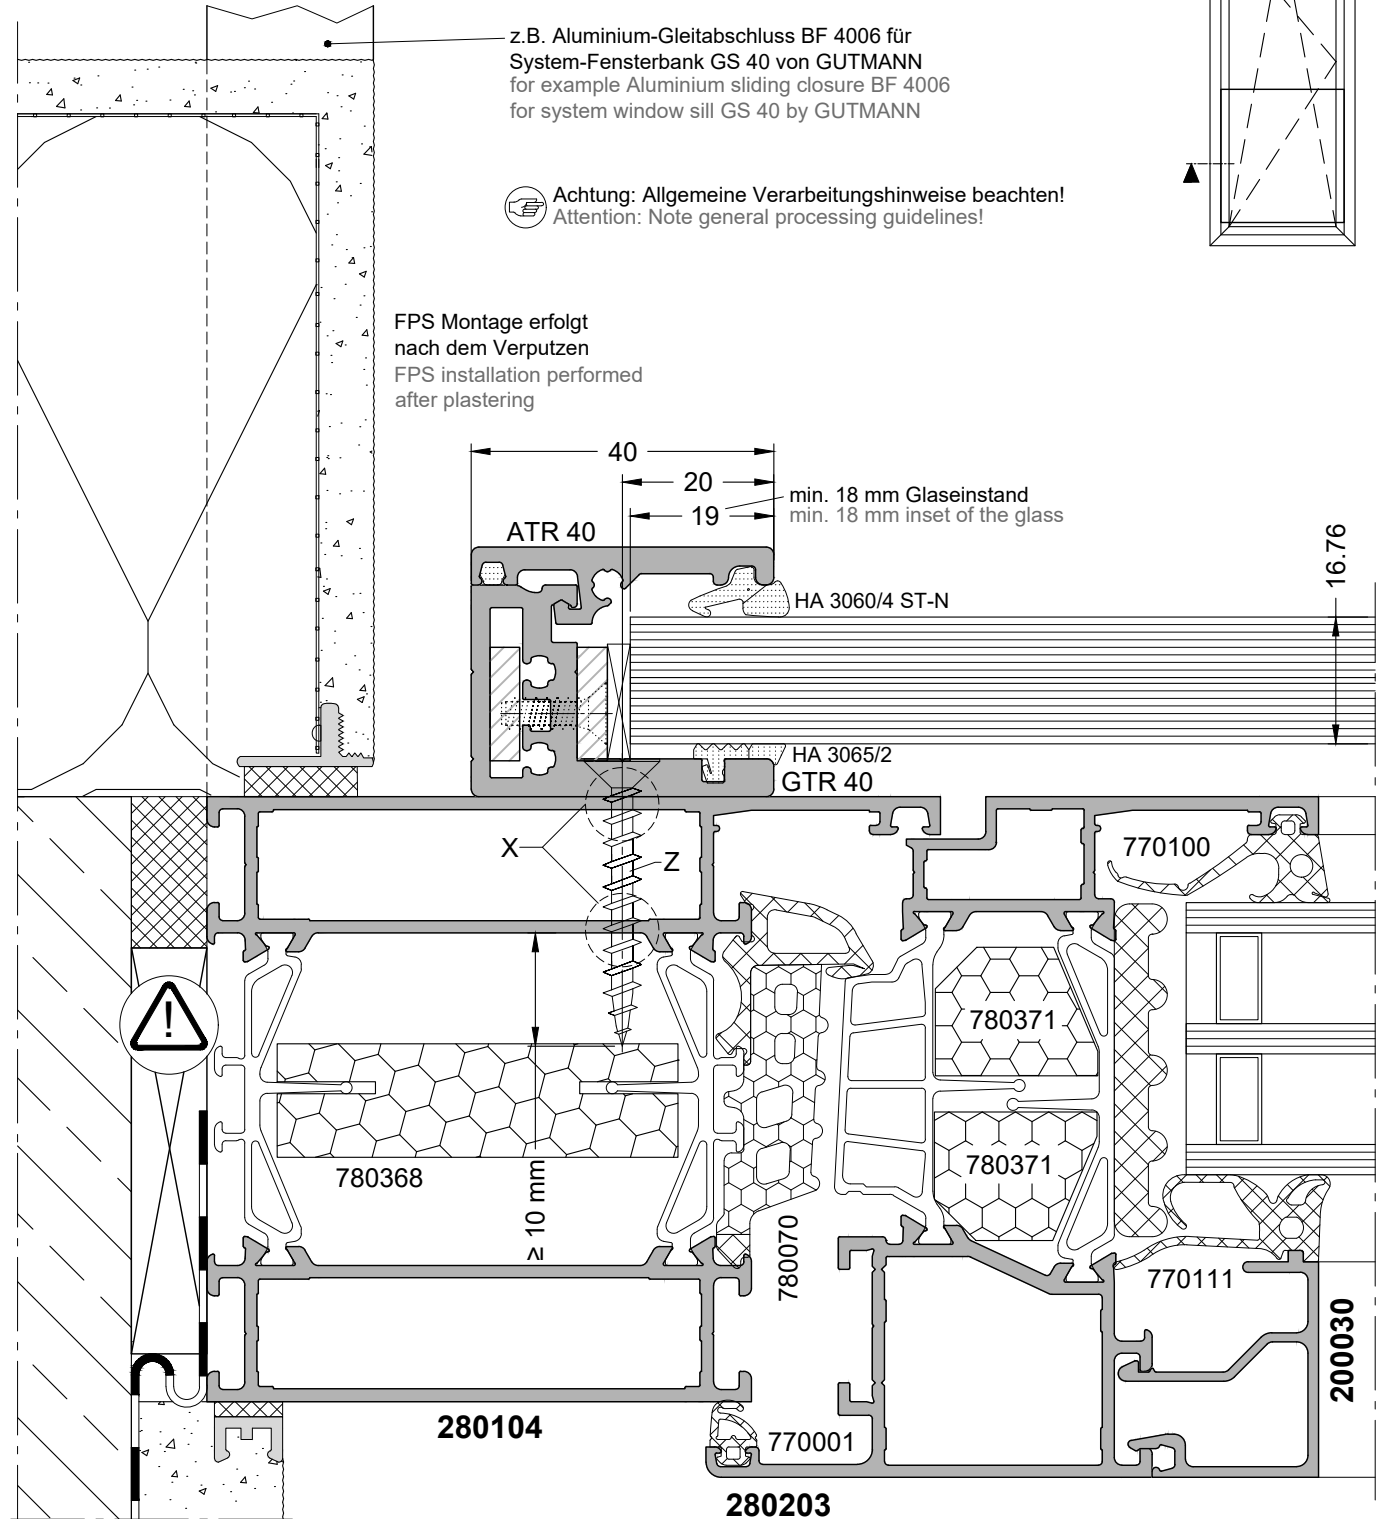 z.B. Aluminium-Gleitabschluss BF 4006 für
System-Fensterbank GS 40 von GUTMANN
for example Aluminium sliding closure BF 4006
for system window sill GS 40 by GUTMANN
Achtung: Allgemeine Verarbeitungshinweise beachten!
Attention: Note general processing guidelines!
FPS Montage erfolgt
nach dem Verputzen
FPS installation performed
after plastering
40
20
19
min. 18 mm Glaseinstand
min. 18 mm inset of the glass
ATR 40
16.76
HA 3060/4 ST-N
HA 3065/2
GTR 40
X
Z
770100
!
780371
780371
780368
≥ 10 mm
780070
770111
200030
280104
770001
280203